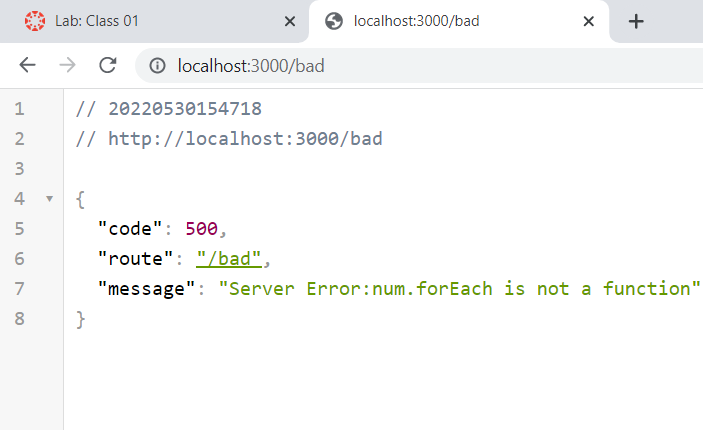 Lab: Class 01
localhost:3000/bad
localhost:3000/bad
1 // 20220530154718
2 // http://localhost:3000/bad
3
4 {
5 "code": 500,
6 "route": "/bad",
7 "message": "Server Error:num.forEach is not a function"
8 }